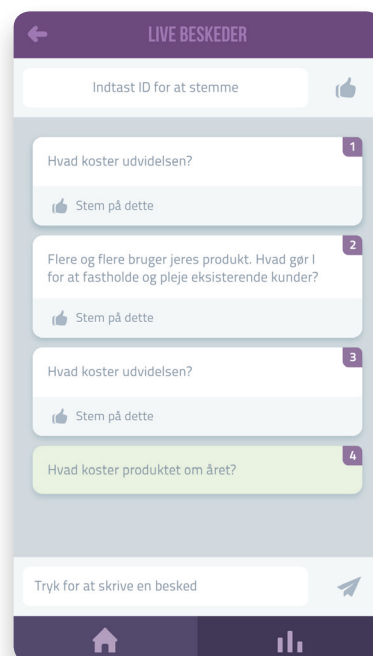 LIVE BESKEDER
Indtast ID for at stemme
1
Hvad koster udvidelsen?
Stem på dette
2
Flere og flere bruger jeres produkt. Hvad gør I
for at fastholde og pleje eksisterende kunder?
Stem på dette
3
Hvad koster udvidelsen?
Stem på dette
4
Hvad koster produktet om året?
Tryk for at skrive en besked